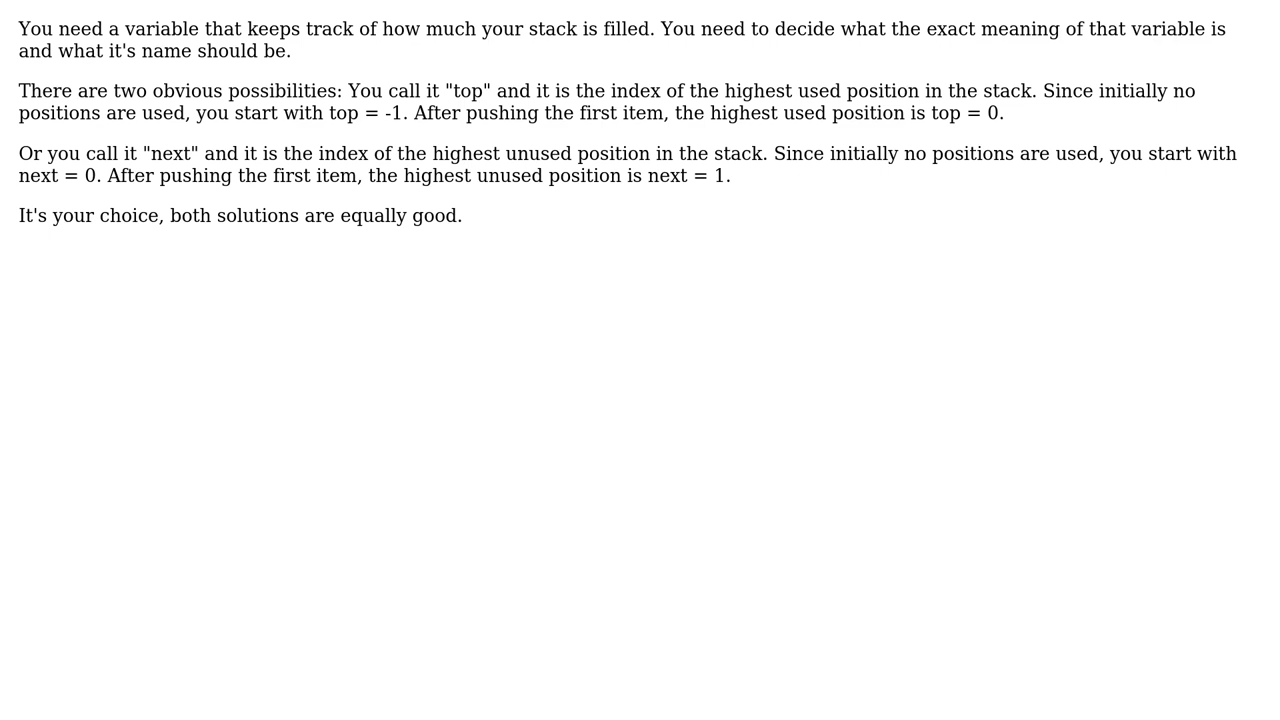 You need a variable that keeps track of how much your stack is filled. You need to decide what the exact meaning of that variable is
and what it's name should be.
There are two obvious possibilities: You call it "top" and it is the index of the highest used position in the stack. Since initially no
positions are used, you start with top = -1. After pushing the first item, the highest used position is top = 0.
Or you call it "next" and it is the index of the highest unused position in the stack. Since initially no positions are used, you start with
next = 0. After pushing the first item, the highest unused position is next = 1.
It's your choice, both solutions are equally good.